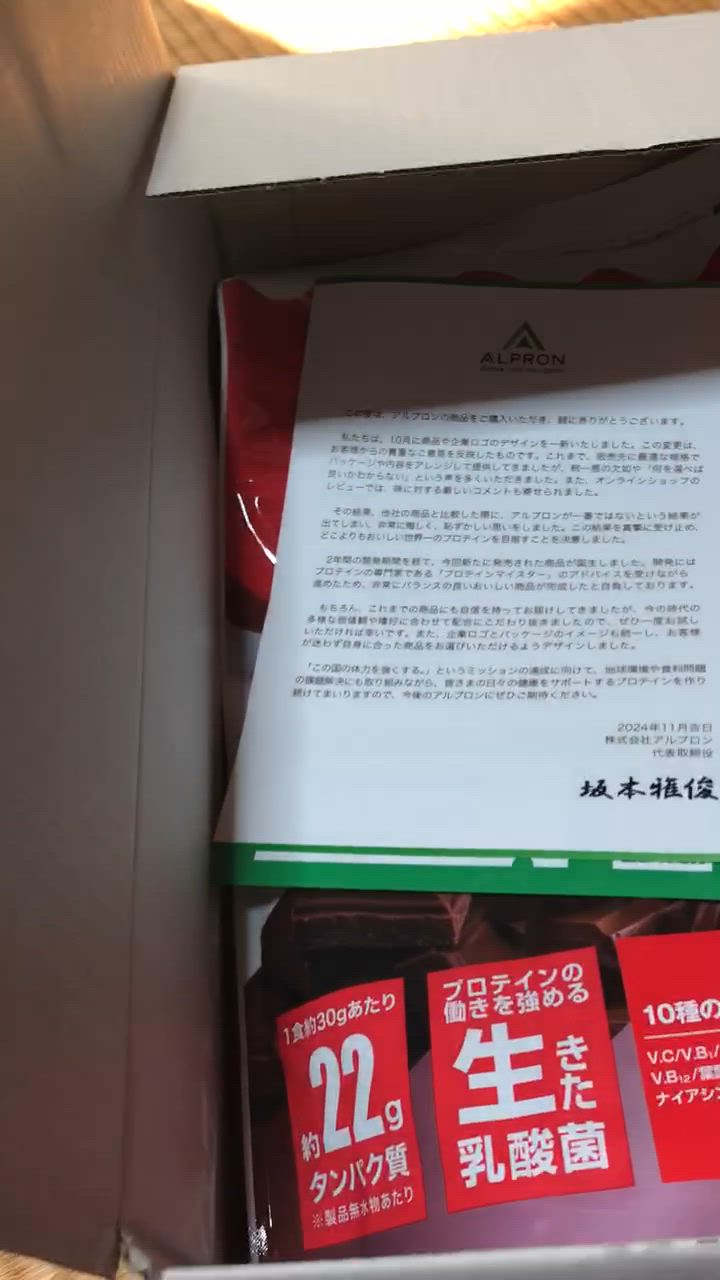 ALPRON
この度は、アルプロンの商品をご購入いただき、誠にありがとうございます。
私たちは、10月に商品や企業ロゴのデザインを一新いたしました。この変更は、
お客様からの貴重なご意見を反映したものです。これまで、販売先に最適な規格で
パッケージや内容をアレンジして提供してきましたが、統一感の欠如や「何を選べば
良いかわからない」という声を多くいただきました。また、オンラインショップの
レビューでは、味に対する厳しいコメントも寄せられました。
その結果、他社の商品と比較した際に、アルプロンが一番ではないという結果が
出てしまい、非常に悔しく、恥ずかしい思いをしました。この結果を真摯に受け止め、
どこよりもおいしい世界一のプロテインを目指すことを決意しました。
2年間の開発期間を経て、今回新たに発売された商品が誕生しました。開発には
プロテインの専門家である「プロテインマイスター」のアドバイスを受けながら
進めたため、非常にバランスの良いおいしい商品が完成したと自負しております。
もちろん、これまでの商品にも自信を持ってお届けしてきましたが、今の時代の
多様な価値観や嗜好に合わせて配合にこだわり抜きましたので、ぜひ一度お試し
いただければ幸いです。また、企業ロゴとパッケージのイメージも統一し、お客様
が迷わず自身に合った商品をお選びいただけるようデザインしました。
「この国の体力を強くする。」というミッションの達成に向けて、地球環境や食料問題
の課題解決にも取り組みながら、皆さまの日々の健康をサポートするプロテインを作り
続けてまいりますので、今後のアルプロンにぜひご期待ください。
2024年11月吉日
株式会社アルプロン
代表取締役
坂本雅俊
1食約30gあたり
約22g
タンパク質
※製品無水物あたり
プロテインの
働きを強める
生きた
乳酸菌
10種の
V.C/V.B₁/
V.B₁₂/葉
ナイアシン